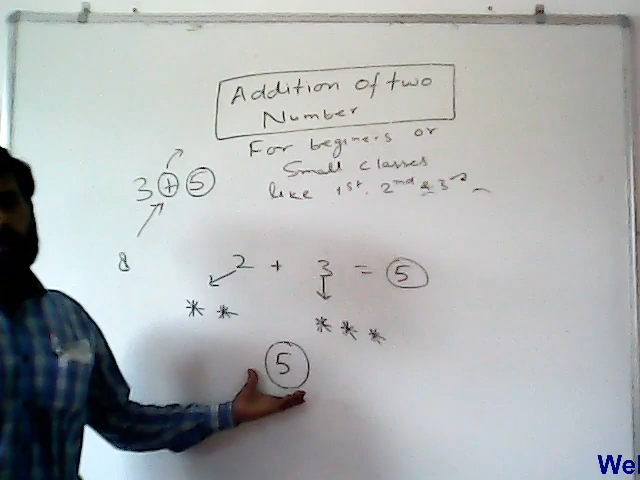 Addition of two
Number
For beginers or
Small classes
like 1st, 2nd & 3rd
3 + 5
8
2 + 3 = 5
* *
* * *
5
Wel